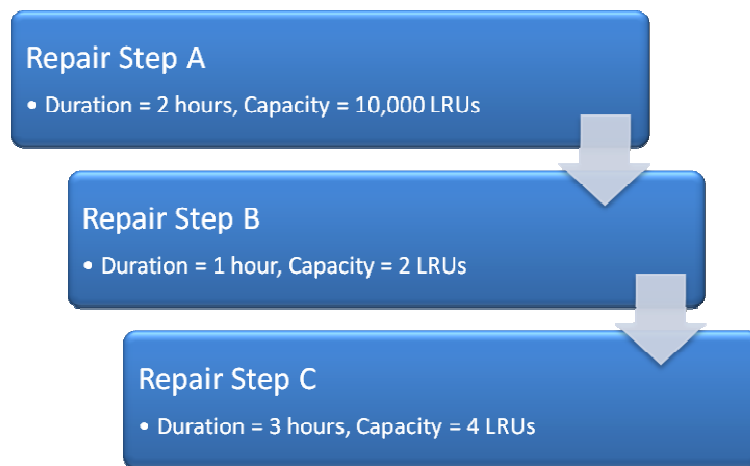 Repair Step A
• Duration = 2 hours, Capacity = 10,000 LRUs
Repair Step B
• Duration = 1 hour, Capacity = 2 LRUs
Repair Step C
• Duration = 3 hours, Capacity = 4 LRUs